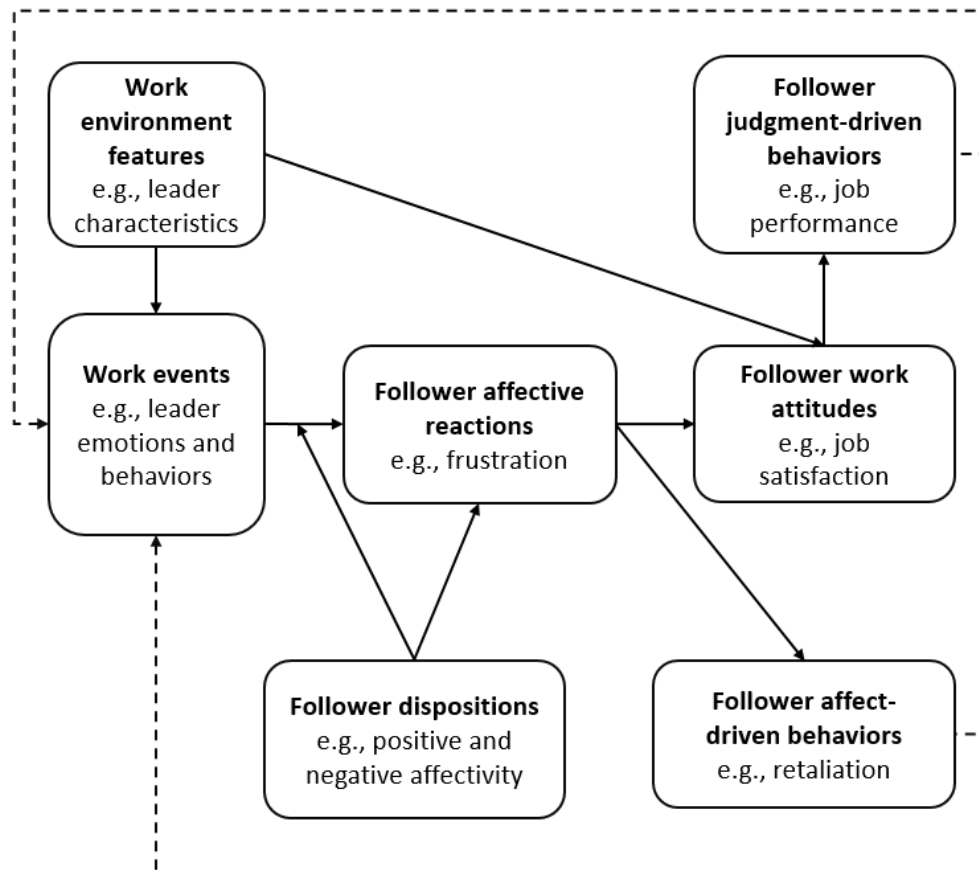 Work
environment
features
e.g., leader
characteristics
Follower
judgment-driven
behaviors
e.g., job
performance
Work events
e.g., leader
emotions and
behaviors
Follower affective
reactions
e.g., frustration
Follower work
attitudes
e.g., job
satisfaction
Follower dispositions
e.g., positive and
negative affectivity
Follower affect-
driven behaviors
e.g., retaliation